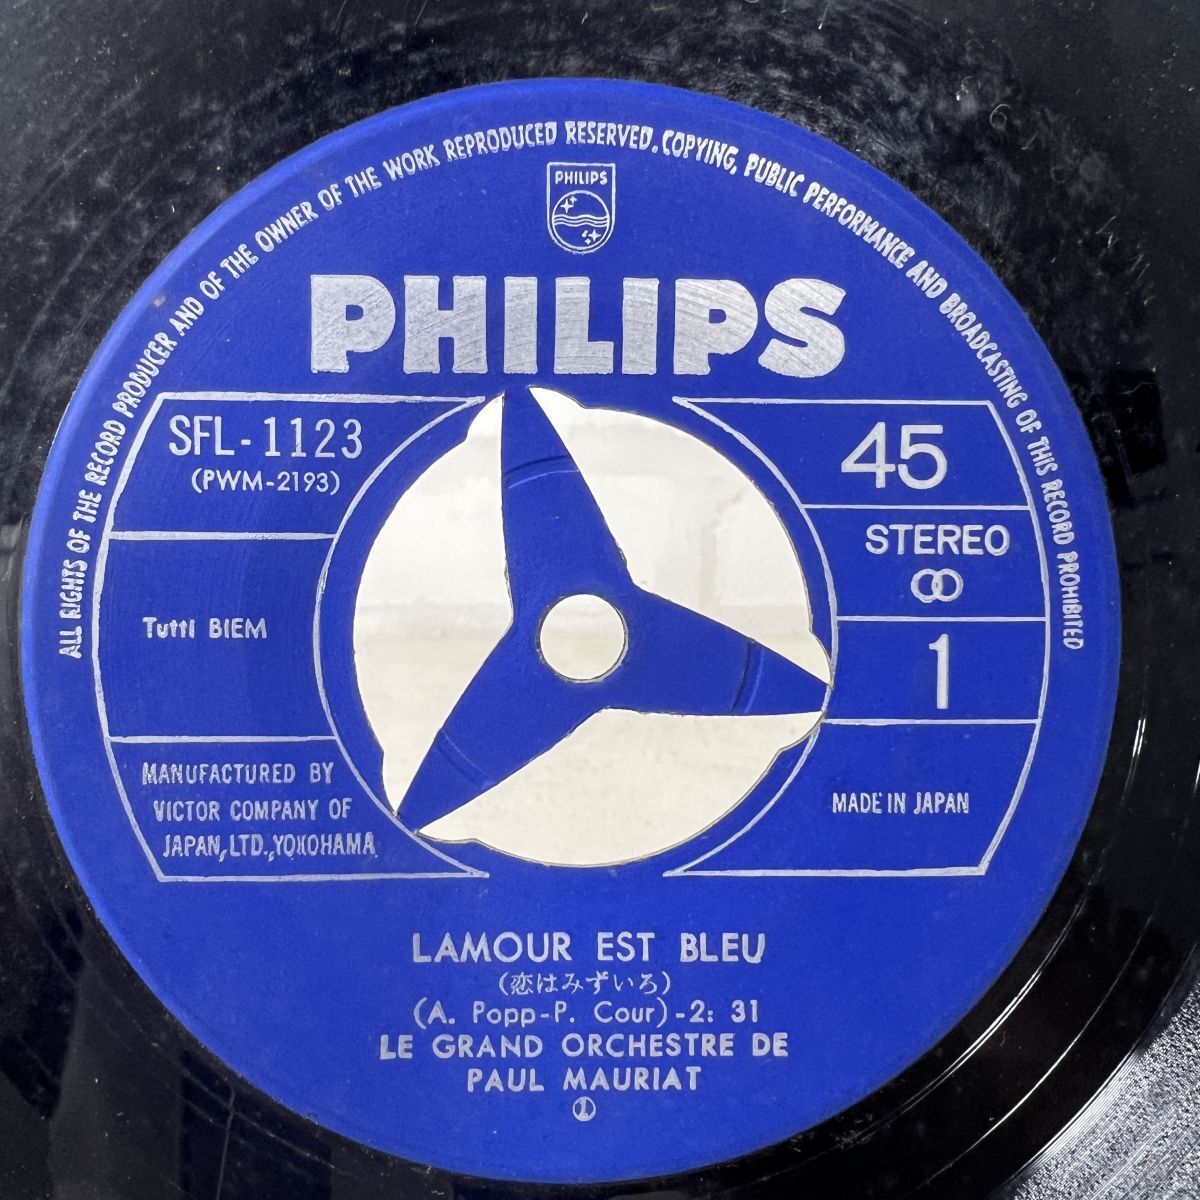 ALL RIGHTS OF THE RECORD PRODUCER AND OF THE OWNER OF THE WORK REPRODUCED RESERVED. COPYING, PUBLIC PERFORMANCE AND BROADCASTING OF THIS RECORD PROHIBITED
PHILIPS
PHILIPS
SFL-1123
(PWM-2193)
Tutti BIEM
MANUFACTURED BY
VICTOR COMPANY OF
JAPAN, LTD., YOKOHAMA
45
STEREO
1
MADE IN JAPAN
LAMOUR EST BLEU
(恋はみずいろ)
(A. Popp-P. Cour)-2: 31
LE GRAND ORCHESTRE DE
PAUL MAURIAT
①